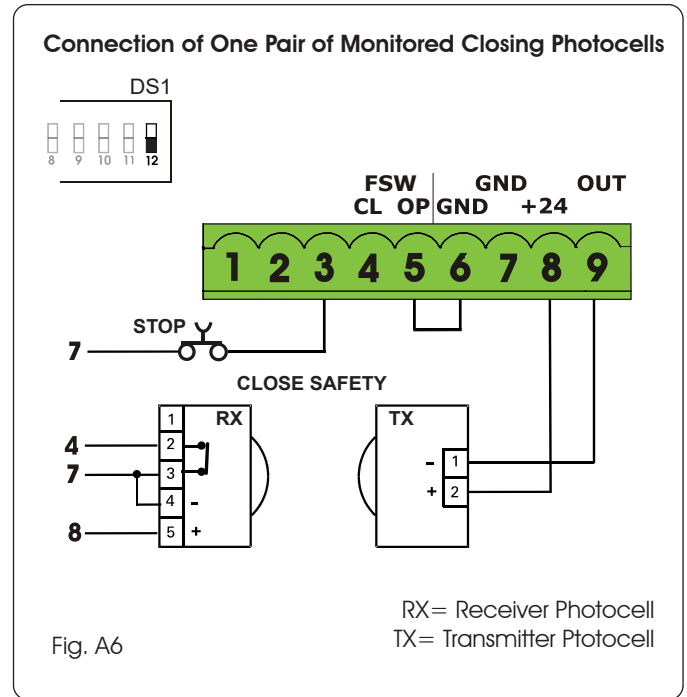 Connection of One Pair of Monitored Closing Photocells
DS1
8 9 10 11 12
FSW GND OUT
CL OP GND +24
1 2 3 4 5 6 7 8 9
STOP
7
CLOSE SAFETY
1 RX
4 2
7 3
4 -
8 5 +
TX
- 1
+ 2
RX= Receiver Photocell
TX= Transmitter Ptotocell
Fig. A6